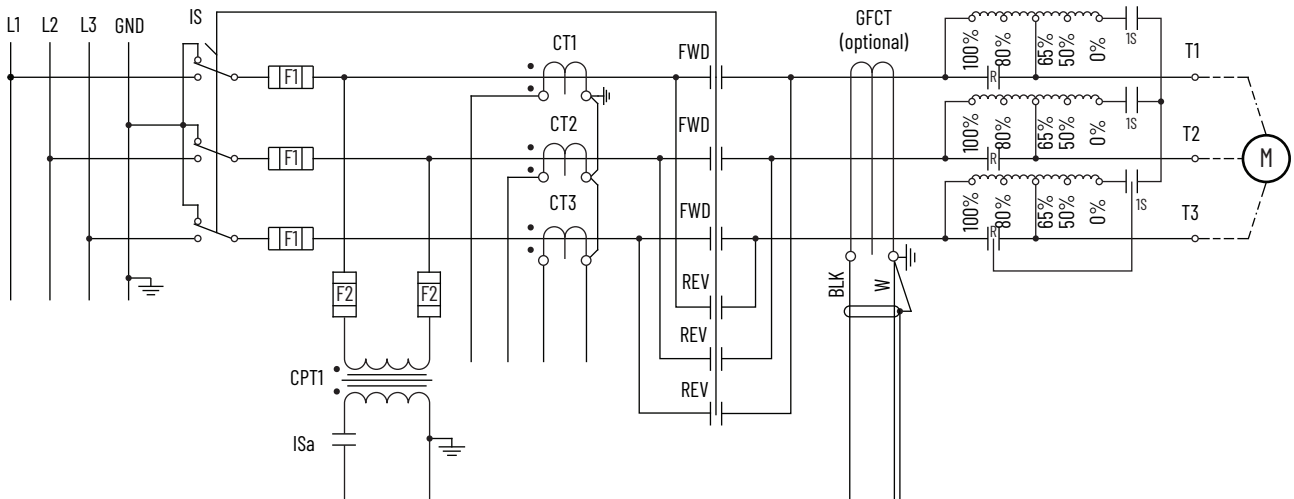 L1 L2 L3 GND
IS
GFCT
(optional)
CT1
FWD
T1
F1
100% 80% 65% 50% 0%
1S
R
CT2
FWD
T2
F1
100% 80% 65% 50% 0%
1S
R
M
CT3
FWD
T3
F1
100% 80% 65% 50% 0%
1S
R
F2 F2
REV
BLK W
REV
CPT1
REV
ISa